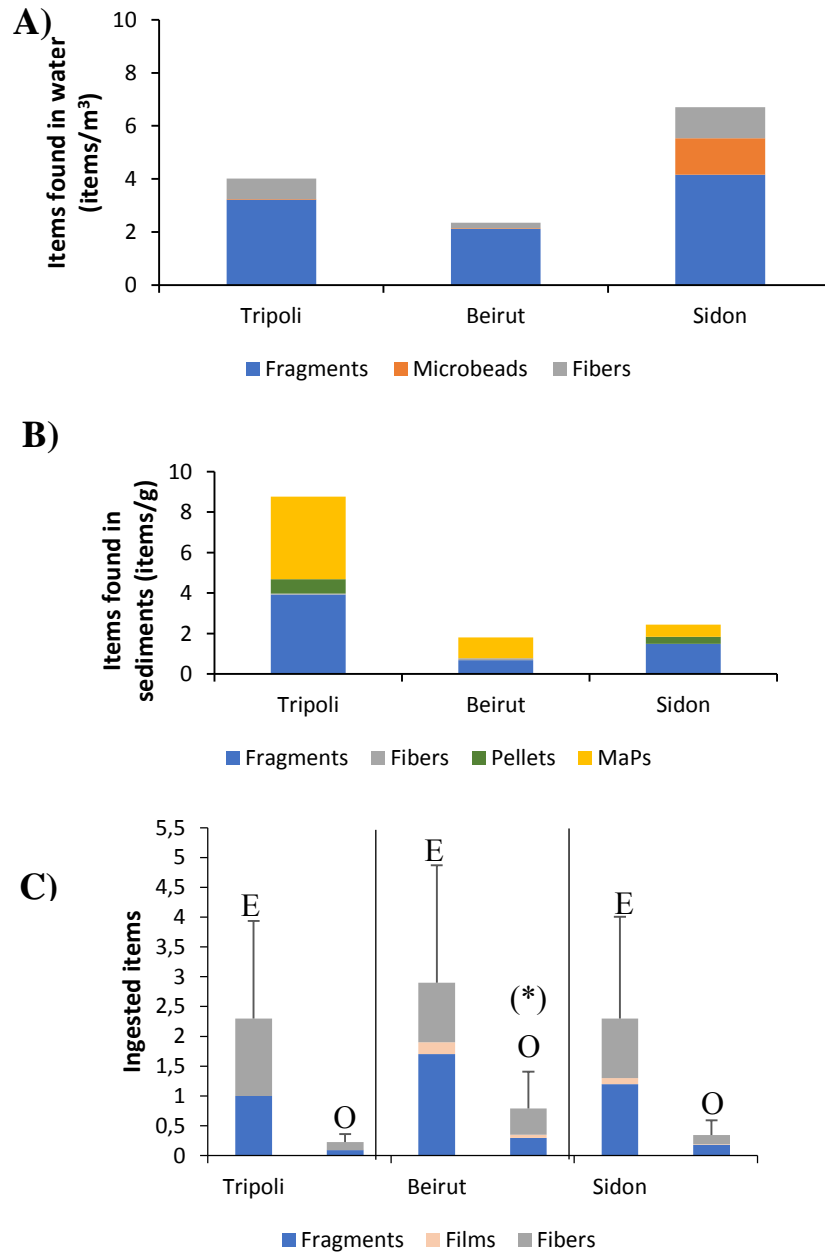 A)
Items found in water
(items/m³)
10
8
6
4
2
0
Tripoli Beirut Sidon
Fragments Microbeads Fibers
B)
Items found in
sediments (items/g)
10
8
6
4
2
0
Tripoli Beirut Sidon
Fragments Fibers Pellets MaPs
C)
Ingested items
5,5
5
4,5
4
3,5
3
2,5
2
1,5
1
0,5
0
E O
E (*) O
E O
Tripoli Beirut Sidon
Fragments Films Fibers